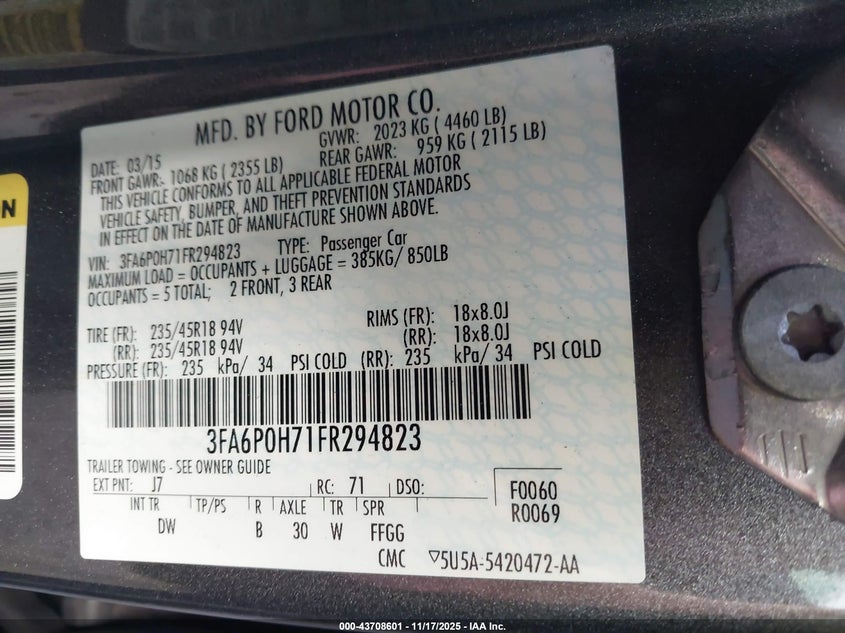 MFD. BY FORD MOTOR CO.
DATE: 03/15 GVWR: 2023 KG ( 4460 LB)
FRONT GAWR: 1068 KG ( 2355 LB) REAR GAWR: 959 KG ( 2115 LB)
THIS VEHICLE CONFORMS TO ALL APPLICABLE FEDERAL MOTOR
VEHICLE SAFETY, BUMPER, AND THEFT PREVENTION STANDARDS
IN EFFECT ON THE DATE OF MANUFACTURE SHOWN ABOVE.
VIN: 3FA6P0H71FR294823 TYPE: Passenger Car
MAXIMUM LOAD = OCCUPANTS + LUGGAGE = 385KG/ 850LB
OCCUPANTS = 5 TOTAL; 2 FRONT, 3 REAR
TIRE (FR): 235/45R18 94V RIMS (FR): 18x8.0J
(RR): 235/45R18 94V (RR): 18x8.0J
PRESSURE (FR): 235 kPa/ 34 PSI COLD (RR): 235 kPa/ 34 PSI COLD
3FA6P0H71FR294823
TRAILER TOWING - SEE OWNER GUIDE
EXT PNT: J7 RC: 71 DSO: F0060
INT TR TP/PS R AXLE TR SPR R0069
DW B 30 W FFGG
CMC ▽5U5A-5420472-AA
N
000-43708601 - 11/17/2025 - IAA Inc.